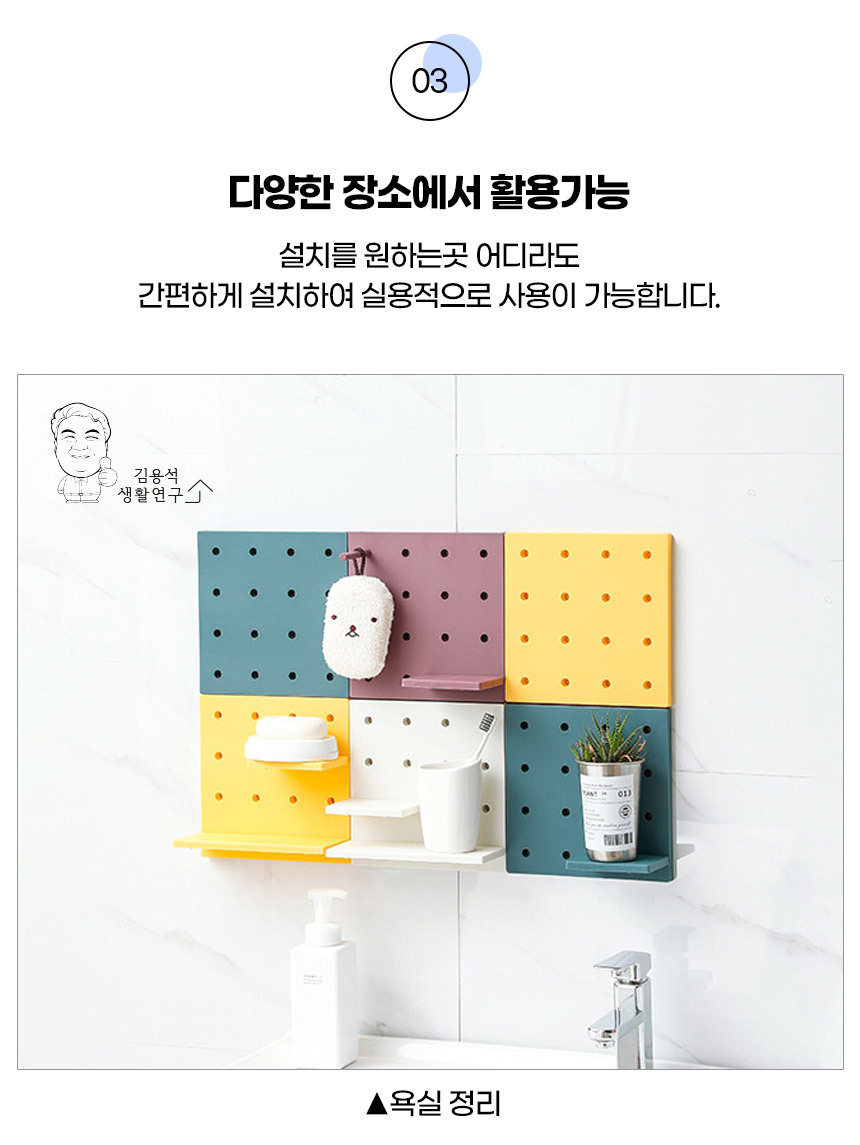 03
다양한 장소에서 활용가능
설치를 원하는곳 어디라도
간편하게 설치하여 실용적으로 사용이 가능합니다.
김용석
생활연구
PLANT 013
▲욕실 정리